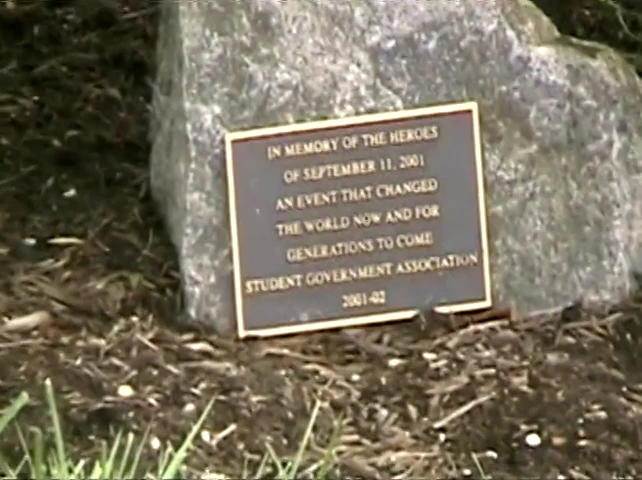 IN MEMORY OF THE HEROES
OF SEPTEMBER 11, 2001
AN EVENT THAT CHANGED
THE WORLD NOW AND FOR
GENERATIONS TO COME
STUDENT GOVERNMENT ASSOCIATION
2001-02